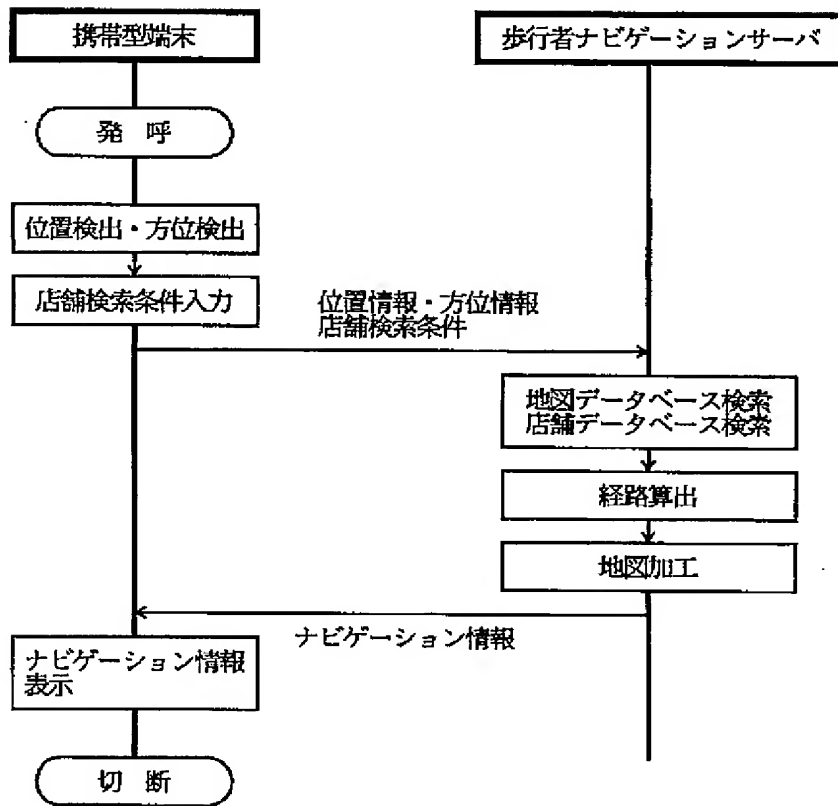 携帯型端末
歩行者ナビゲーションサーバ
発 呼
位置検出・方位検出
店舗検索条件入力
位置情報・方位情報
店舗検索条件
地図データベース検索
店舗データベース検索
経路算出
地図加工
ナビゲーション情報
ナビゲーション情報
表示
切 断